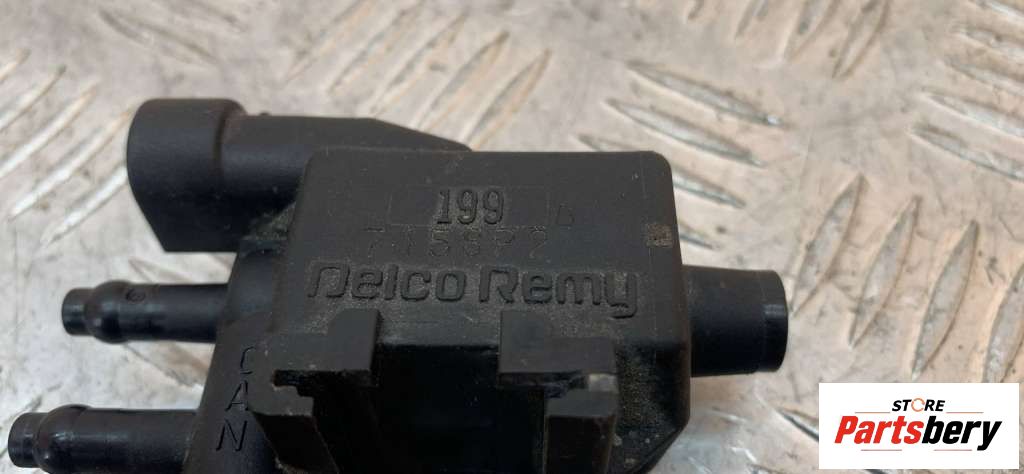 199
Delco Remy
CAN
STORE
Partsbery